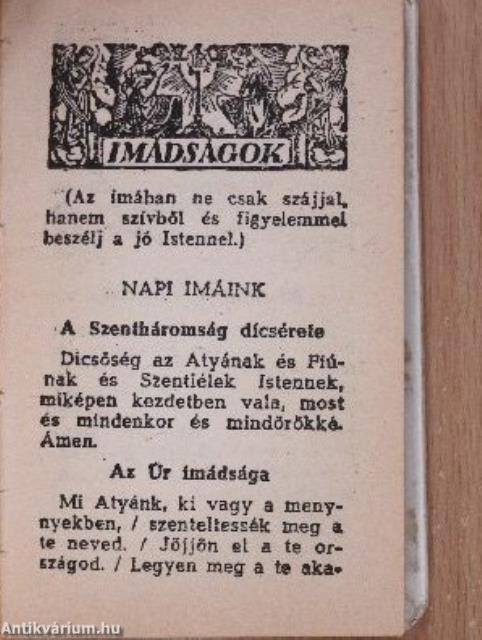 IMÁDSÁGOK
(Az imában ne csak szájjal,
hanem szívből és figyelemmel
beszélj a jó Istennel.)
NAPI IMÁINK
A Szentháromság dícsérete
Dicsőség az Atyának és Fiú-
nak és Szentlélek Istennek,
miképen kezdetben vala, most
és mindenkor és mindörökké.
Ámen.
Az Úr imádsága
Mi Atyánk, ki vagy a meny-
nyekben, / szenteltessék meg a
te neved. / Jöjjön el a te or-
szágod. / Legyen meg a te aka-
Antikvárium.hu